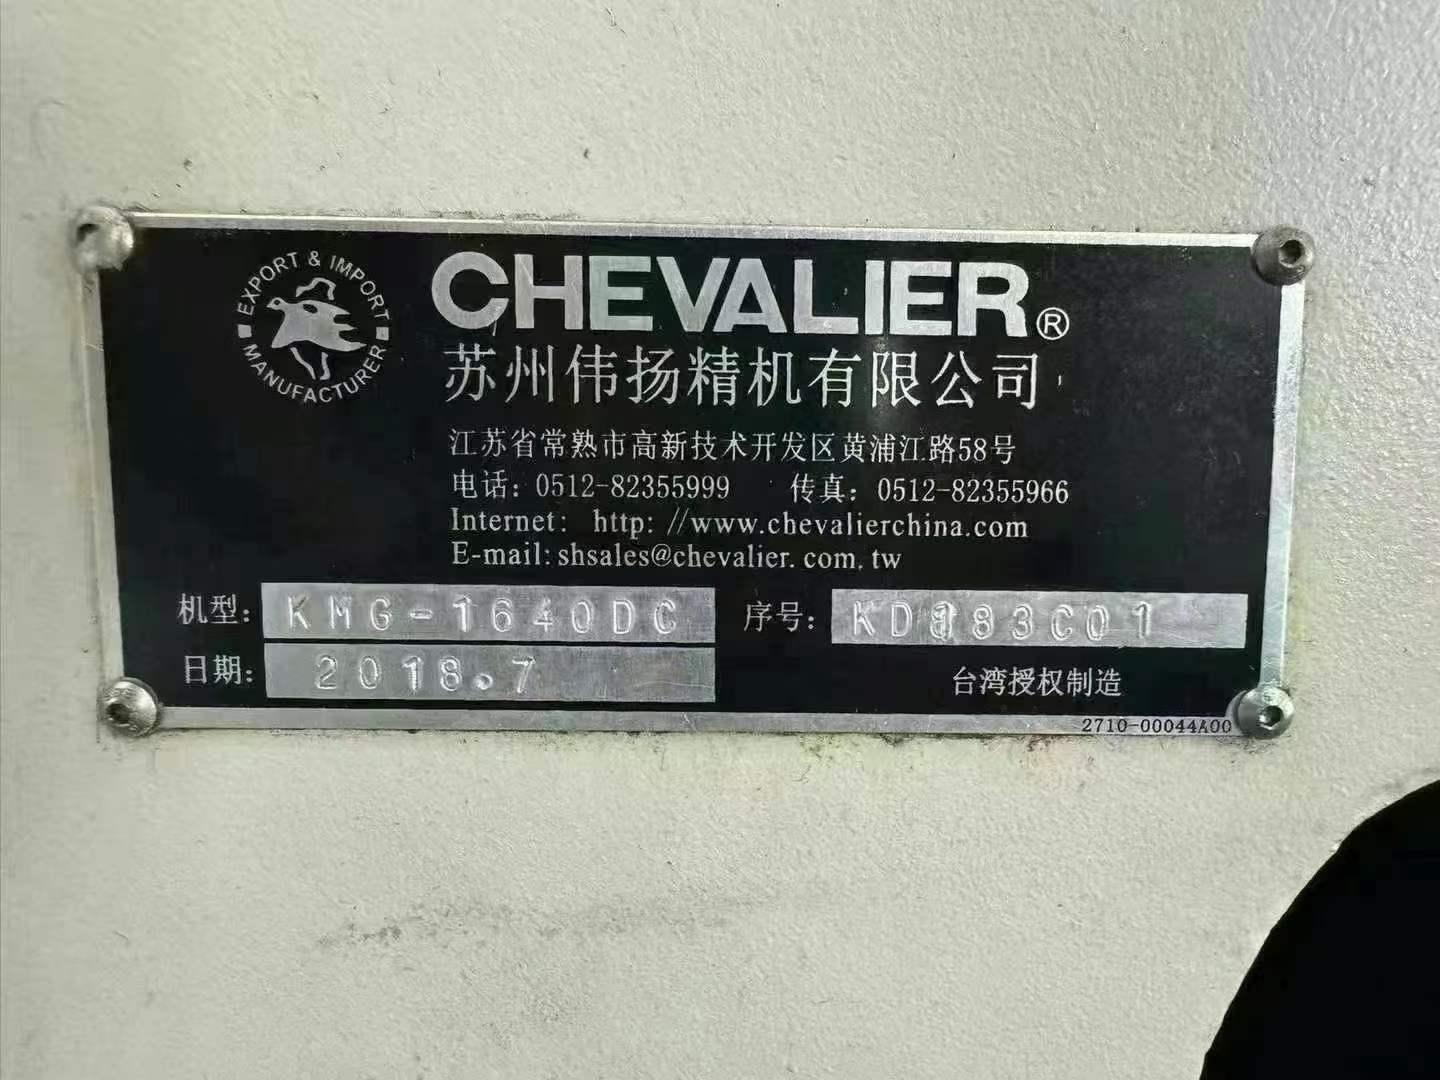 EXPORT & IMPORT
MANUFACTURER
CHEVALIER®
苏州伟扬精机有限公司
江苏省常熟市高新技术开发区黄浦江路58号
电话: 0512-82355999 传真: 0512-82355966
Internet: http://www.chevalierchina.com
E-mail:shsales@chevalier.com.tw
机型: KMG-1640DC 序号:
日期: 2018.7
台湾授权制造
2710-00044A00